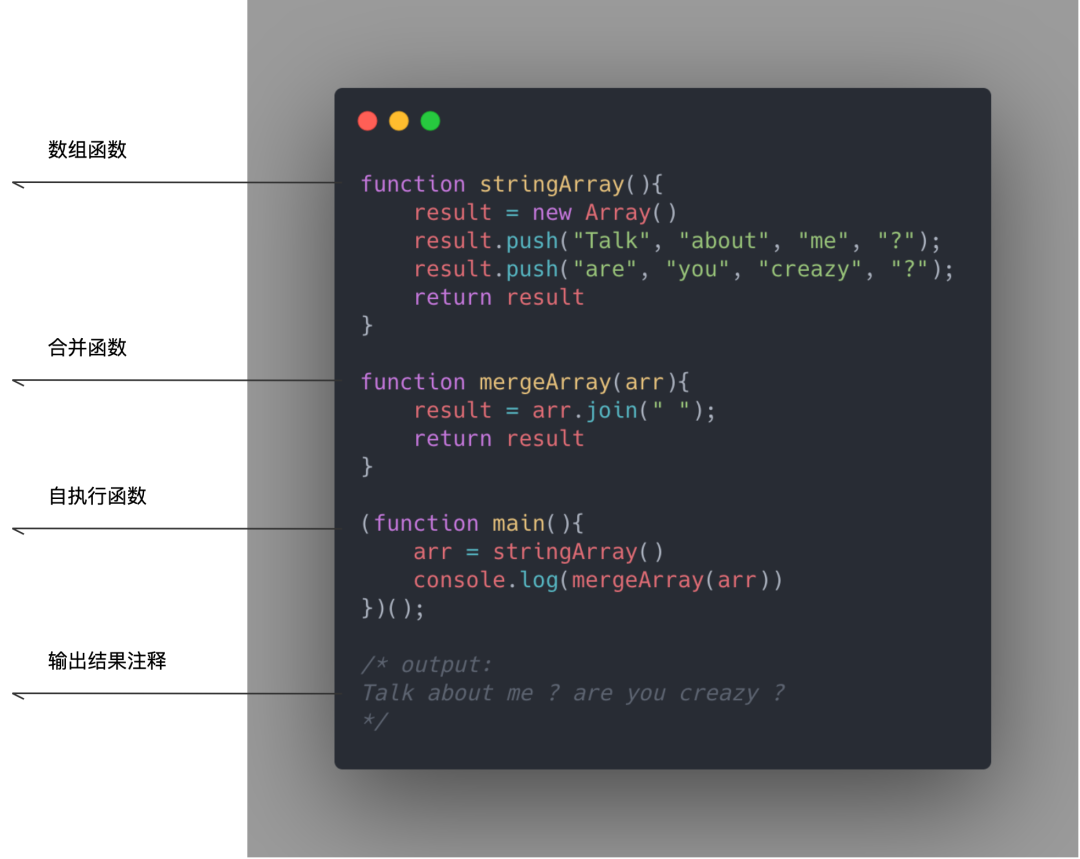 数组函数
function stringArray(){
    result = new Array()
    result.push("Talk", "about", "me", "?");
    result.push("are", "you", "creazy", "?");
    return result
}
合并函数
function mergeArray(arr){
    result = arr.join(" ");
    return result
}
自执行函数
(function main(){
    arr = stringArray()
    console.log(mergeArray(arr))
})();
输出结果注释
/* output:
Talk about me ? are you creazy ?
*/